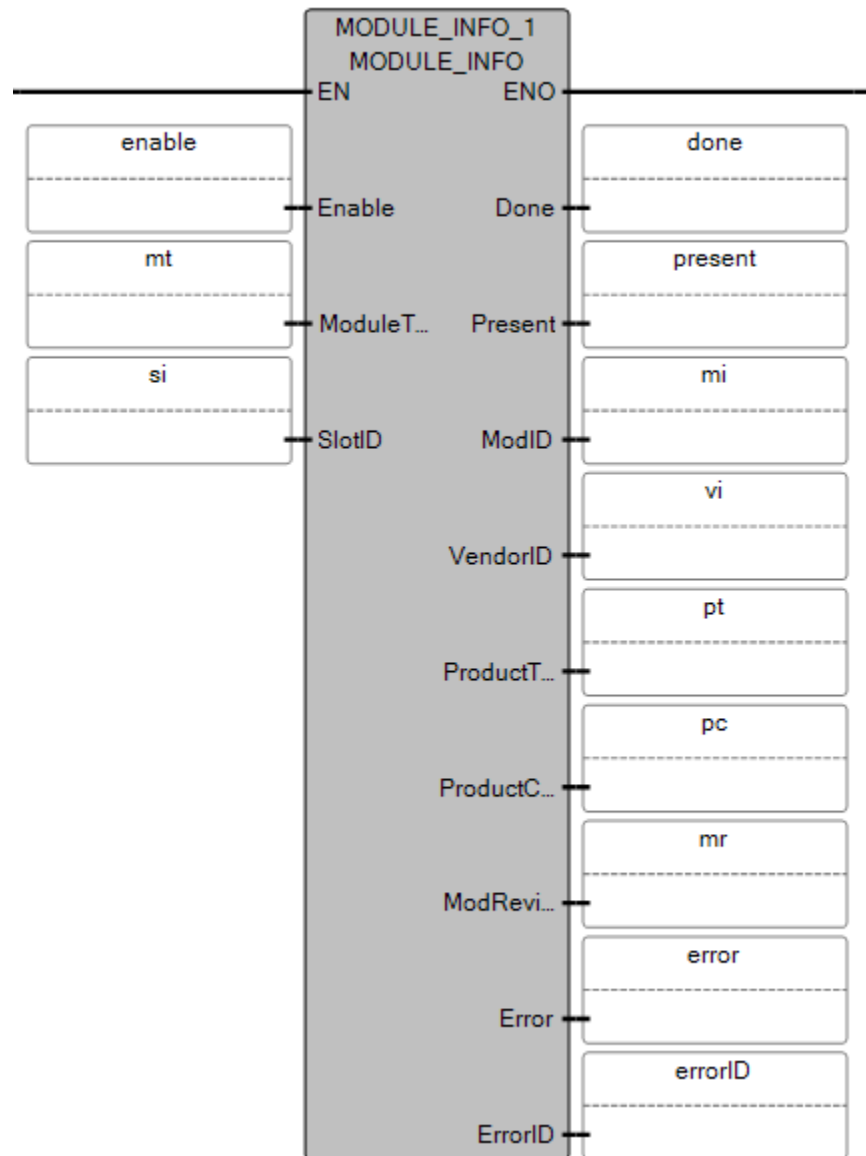 MODULE_INFO_1
MODULE_INFO
EN ENO
enable done
Enable Done
mt present
ModuleT... Present
si mi
SlotID ModID
vi
VendorID
pt
ProductT...
pc
ProductC...
mr
ModRevi...
error
Error
errorID
ErrorID